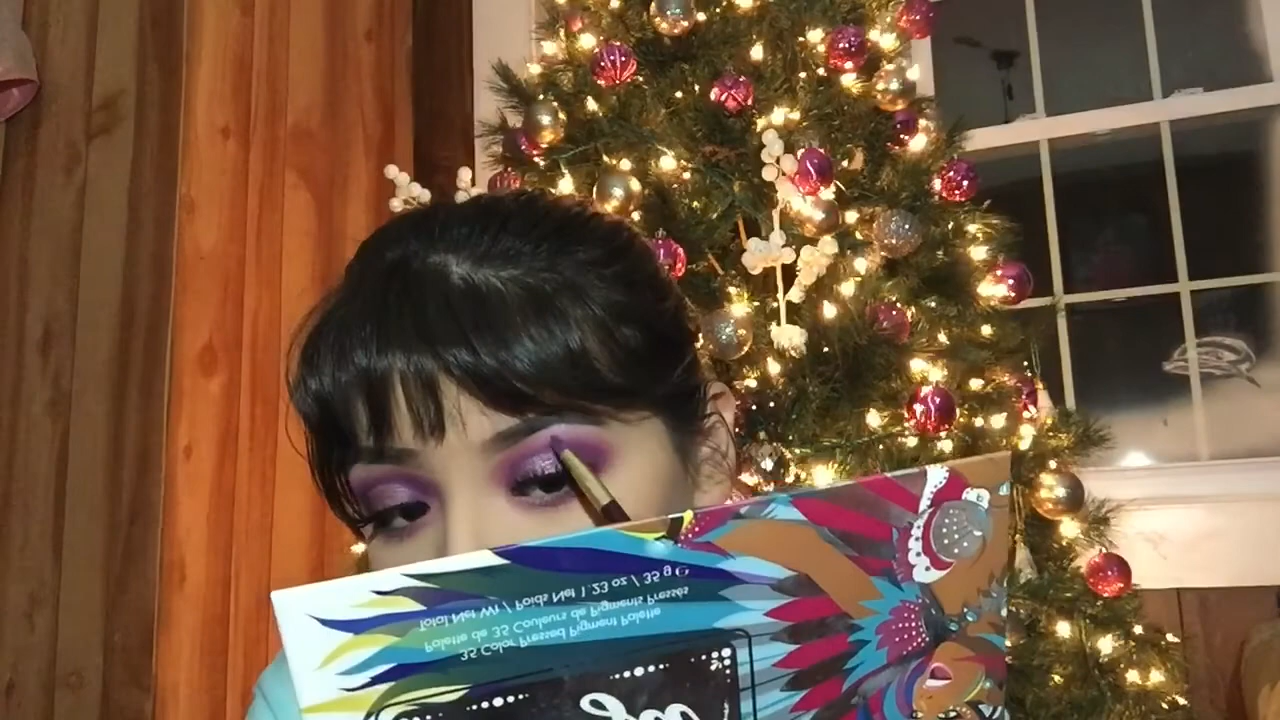 35 Color Pressed Pigment Palette
Palette de 35 Couleurs de Pigments Pressés
Total Net Wt / Poids Net 1.23 oz / 35 g ℮